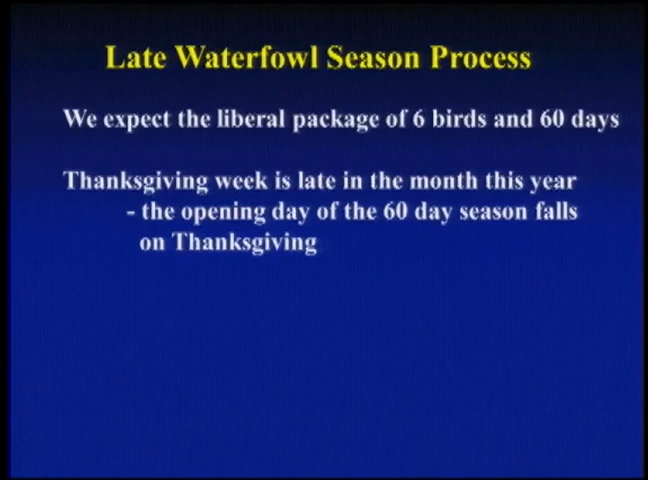 Late Waterfowl Season Process
We expect the liberal package of 6 birds and 60 days
Thanksgiving week is late in the month this year
- the opening day of the 60 day season falls
on Thanksgiving